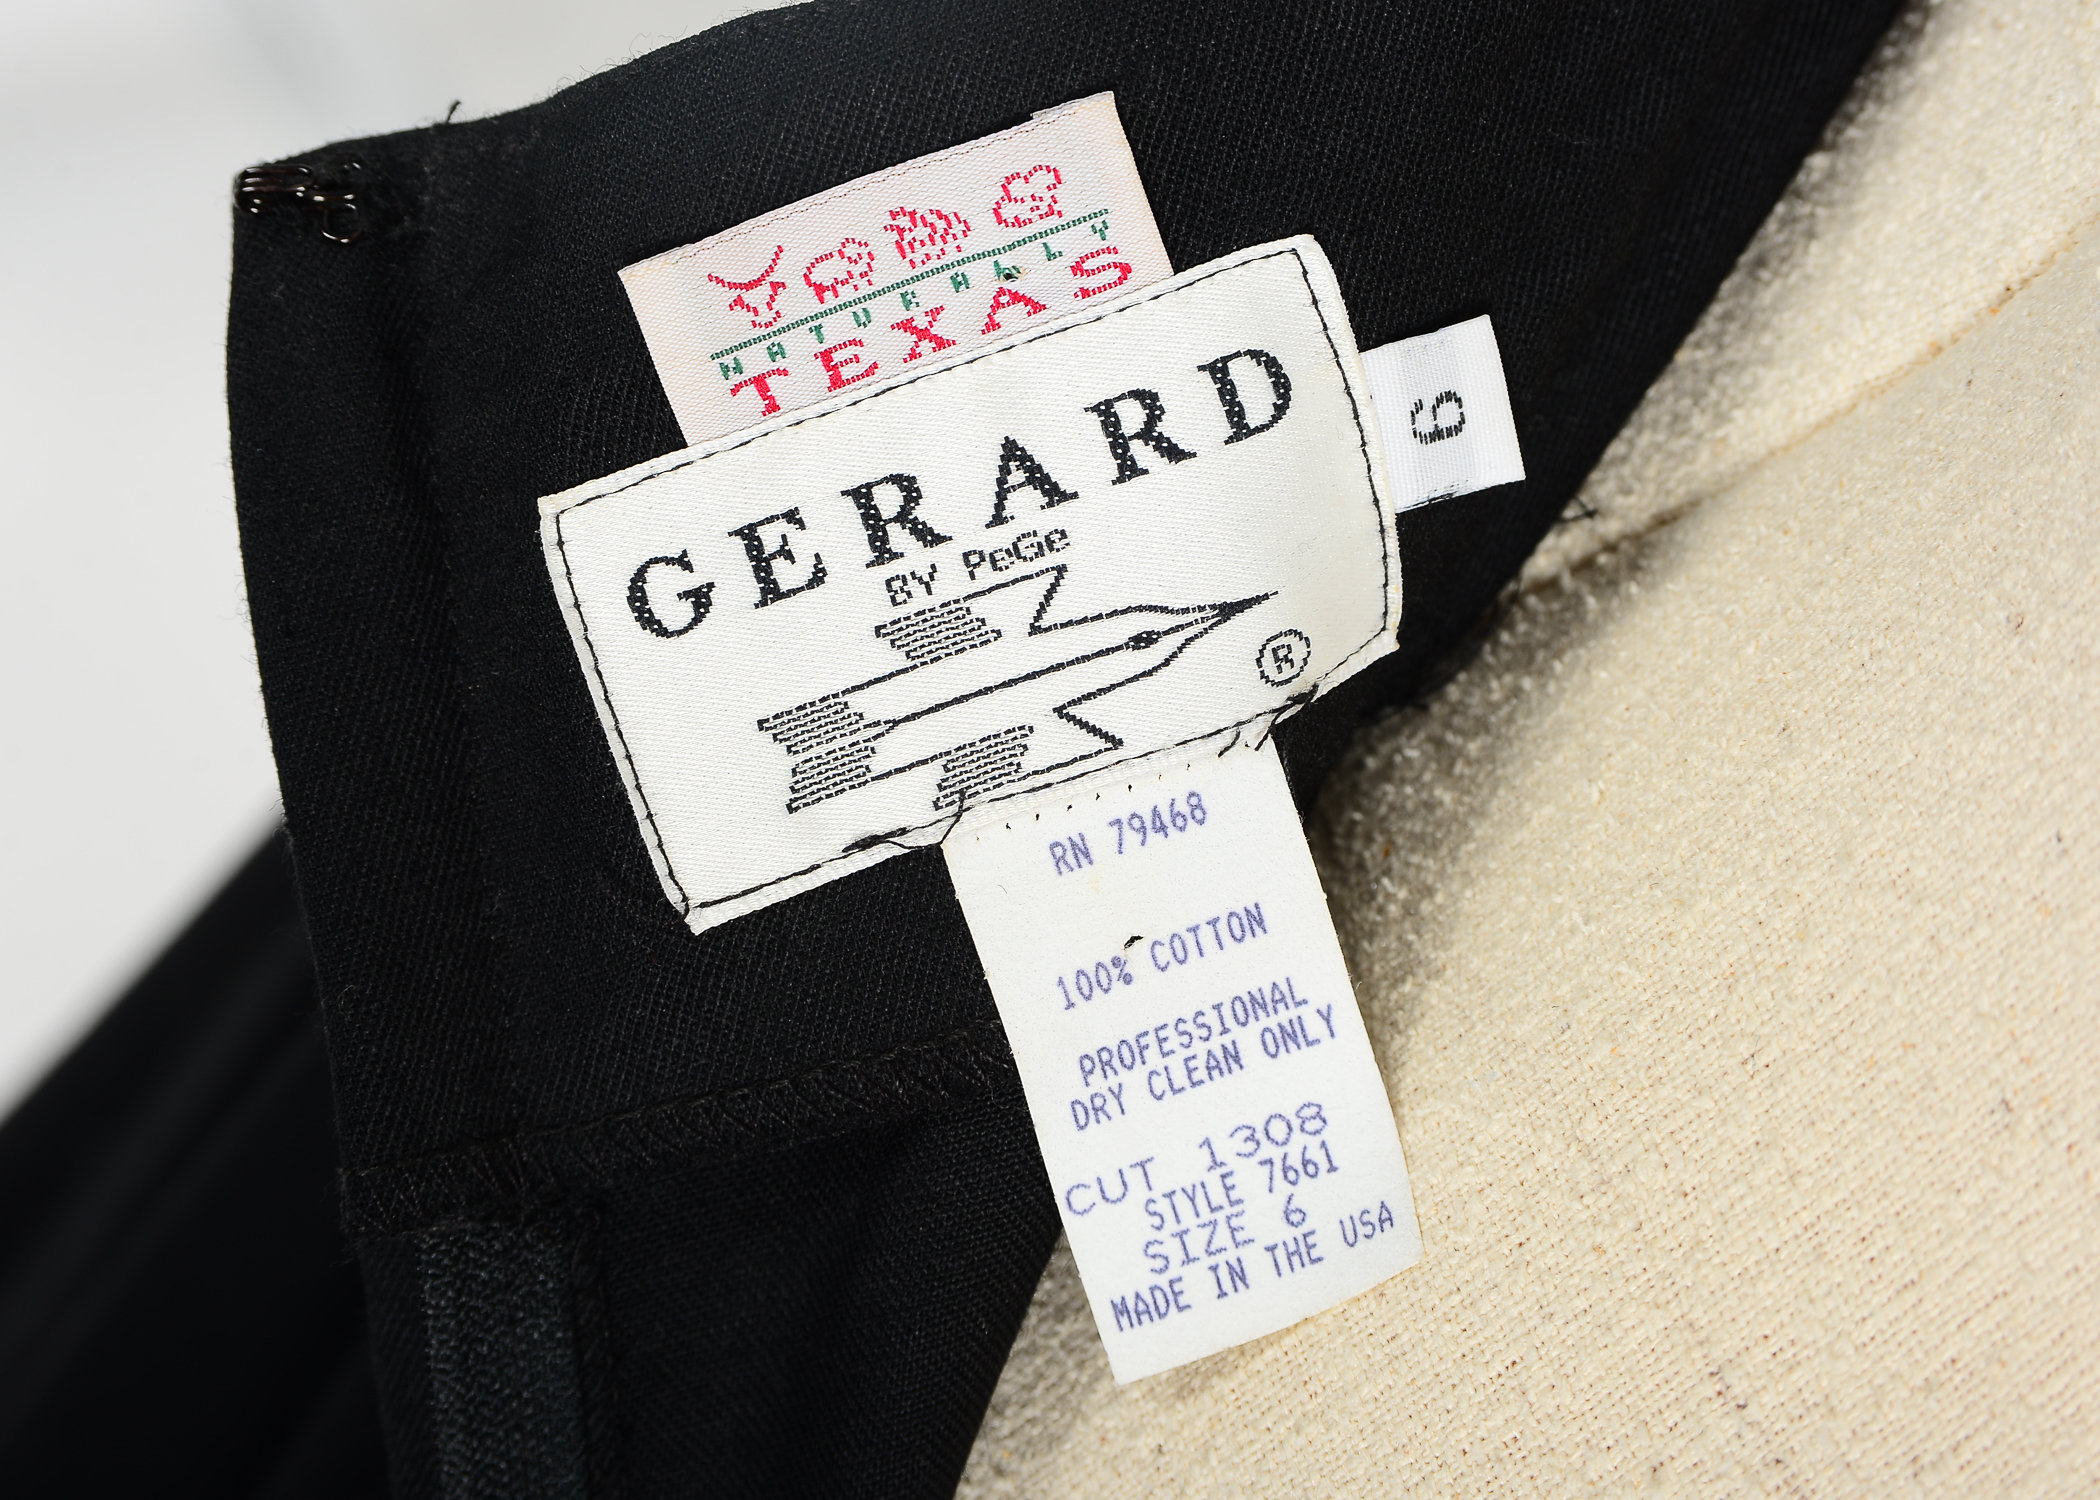 NATURALLY
TEXAS
GERARD
BY PeGe
®
6
RN 79468
100% COTTON
PROFESSIONAL
DRY CLEAN ONLY
CUT 1308
STYLE 7661
SIZE 6
MADE IN THE USA